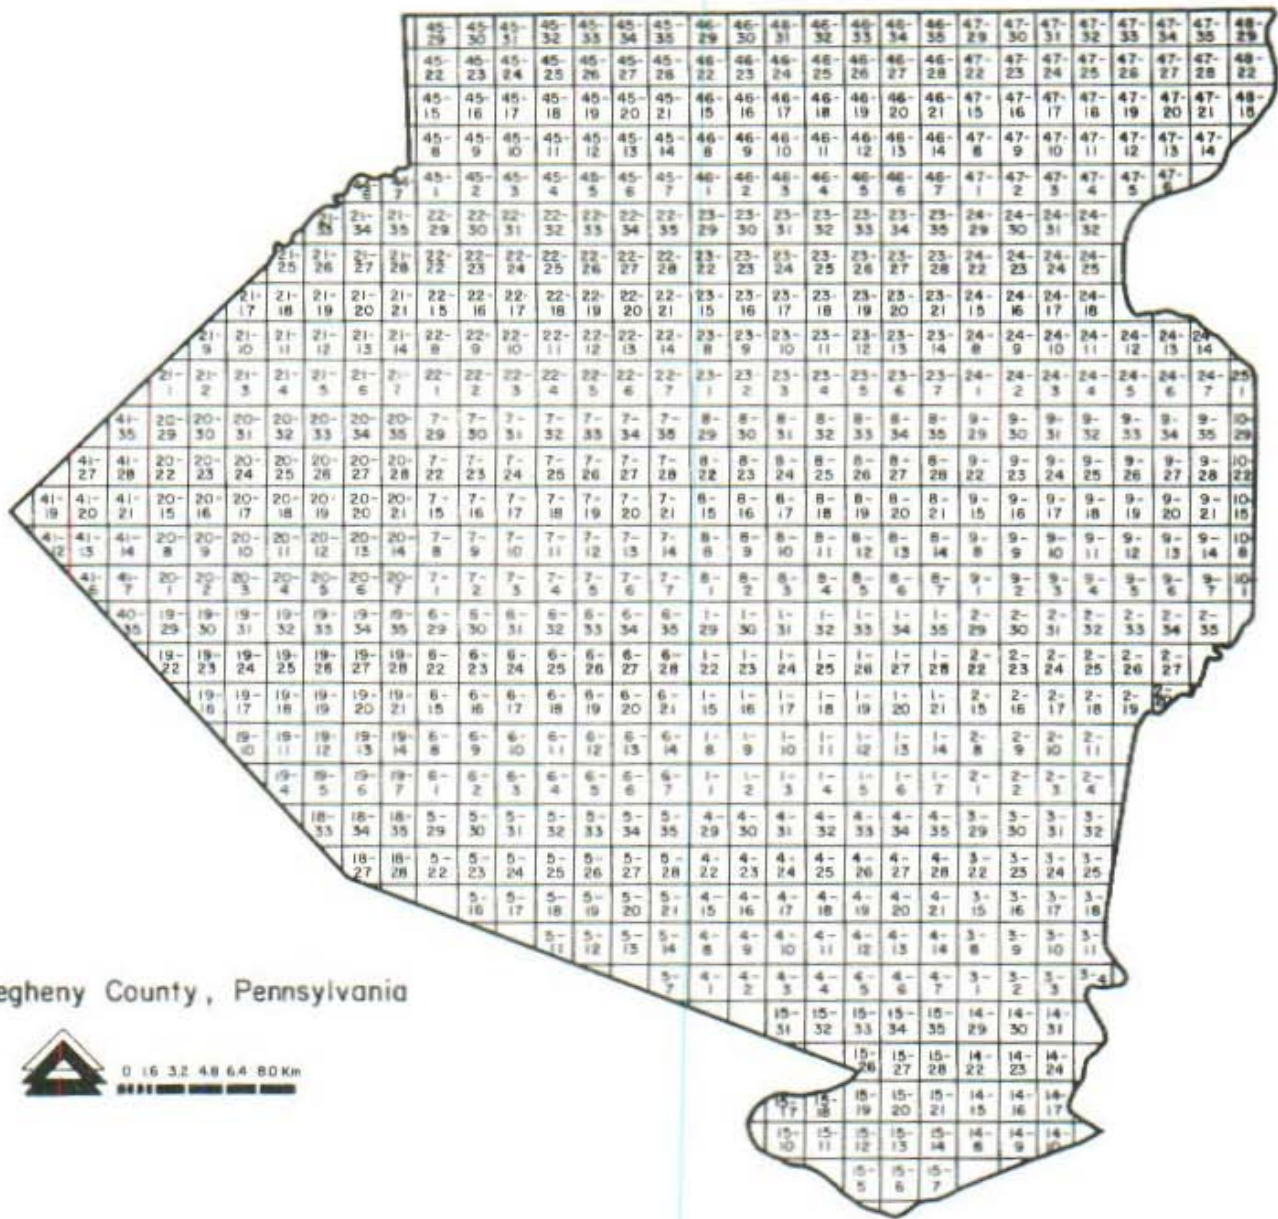 45-29 45-30 45-31 45-32 45-33 45-34 45-35 46-29 46-30 46-31 46-32 46-33 46-34 46-35 47-29 47-30 47-31 47-32 47-33 47-34 47-35 48-29
45-22 45-23 45-24 45-25 45-26 45-27 45-28 46-22 46-23 46-24 46-25 46-26 46-27 46-28 47-22 47-23 47-24 47-25 47-26 47-27 47-28 48-22
45-15 45-16 45-17 45-18 45-19 45-20 45-21 46-15 46-16 46-17 46-18 46-19 46-20 46-21 47-15 47-16 47-17 47-18 47-19 47-20 47-21 48-15
45-8 45-9 45-10 45-11 45-12 45-13 45-14 46-8 46-9 46-10 46-11 46-12 46-13 46-14 47-8 47-9 47-10 47-11 47-12 47-13 47-14
44-6 44-7 45-1 45-2 45-3 45-4 45-5 45-6 45-7 46-1 46-2 46-3 46-4 46-5 46-6 46-7 47-1 47-2 47-3 47-4 47-5 47-6
21-33 21-34 21-35 22-29 22-30 22-31 22-32 22-33 22-34 22-35 23-29 23-30 23-31 23-32 23-33 23-34 23-35 24-29 24-30 24-31 24-32
21-25 21-26 21-27 21-28 22-22 22-23 22-24 22-25 22-26 22-27 22-28 23-22 23-23 23-24 23-25 23-26 23-27 23-28 24-22 24-23 24-24 24-25
21-17 21-18 21-19 21-20 21-21 22-15 22-16 22-17 22-18 22-19 22-20 22-21 23-15 23-16 23-17 23-18 23-19 23-20 23-21 24-15 24-16 24-17 24-18
21-9 21-10 21-11 21-12 21-13 21-14 22-8 22-9 22-10 22-11 22-12 22-13 22-14 23-8 23-9 23-10 23-11 23-12 23-13 23-14 24-8 24-9 24-10 24-11 24-12 24-13 24-14
21-1 21-2 21-3 21-4 21-5 21-6 21-7 22-1 22-2 22-3 22-4 22-5 22-6 22-7 23-1 23-2 23-3 23-4 23-5 23-6 23-7 24-1 24-2 24-3 24-4 24-5 24-6 24-7 25-1
41-35 20-29 20-30 20-31 20-32 20-33 20-34 20-35 7-29 7-30 7-31 7-32 7-33 7-34 7-35 8-29 8-30 8-31 8-32 8-33 8-34 8-35 9-29 9-30 9-31 9-32 9-33 9-34 9-35 10-29
41-27 41-28 20-22 20-23 20-24 20-25 20-26 20-27 20-28 7-22 7-23 7-24 7-25 7-26 7-27 7-28 8-22 8-23 8-24 8-25 8-26 8-27 8-28 9-22 9-23 9-24 9-25 9-26 9-27 9-28 10-22
41-19 41-20 41-21 20-15 20-16 20-17 20-18 20-19 20-20 20-21 7-15 7-16 7-17 7-18 7-19 7-20 7-21 8-15 8-16 8-17 8-18 8-19 8-20 8-21 9-15 9-16 9-17 9-18 9-19 9-20 9-21 10-15
41-12 41-13 41-14 20-8 20-9 20-10 20-11 20-12 20-13 20-14 7-8 7-9 7-10 7-11 7-12 7-13 7-14 8-8 8-9 8-10 8-11 8-12 8-13 8-14 9-8 9-9 9-10 9-11 9-12 9-13 9-14 10-8
41-6 41-7 20-1 20-2 20-3 20-4 20-5 20-6 20-7 7-1 7-2 7-3 7-4 7-5 7-6 7-7 8-1 8-2 8-3 8-4 8-5 8-6 8-7 9-1 9-2 9-3 9-4 9-5 9-6 9-7 10-1
40-35 19-29 19-30 19-31 19-32 19-33 19-34 19-35 6-29 6-30 6-31 6-32 6-33 6-34 6-35 1-29 1-30 1-31 1-32 1-33 1-34 1-35 2-29 2-30 2-31 2-32 2-33 2-34 2-35
19-22 19-23 19-24 19-25 19-26 19-27 19-28 6-22 6-23 6-24 6-25 6-26 6-27 6-28 1-22 1-23 1-24 1-25 1-26 1-27 1-28 2-22 2-23 2-24 2-25 2-26 2-27
19-16 19-17 19-18 19-19 19-20 19-21 6-15 6-16 6-17 6-18 6-19 6-20 6-21 1-15 1-16 1-17 1-18 1-19 1-20 1-21 2-15 2-16 2-17 2-18 2-19 2-20
19-10 19-11 19-12 19-13 19-14 6-8 6-9 6-10 6-11 6-12 6-13 6-14 1-8 1-9 1-10 1-11 1-12 1-13 1-14 2-8 2-9 2-10 2-11
19-4 19-5 19-6 19-7 6-1 6-2 6-3 6-4 6-5 6-6 6-7 1-1 1-2 1-3 1-4 1-5 1-6 1-7 2-1 2-2 2-3 2-4
18-33 18-34 18-35 5-29 5-30 5-31 5-32 5-33 5-34 5-35 4-29 4-30 4-31 4-32 4-33 4-34 4-35 3-29 3-30 3-31 3-32
18-27 18-28 5-22 5-23 5-24 5-25 5-26 5-27 5-28 4-22 4-23 4-24 4-25 4-26 4-27 4-28 3-22 3-23 3-24 3-25
5-16 5-17 5-18 5-19 5-20 5-21 4-15 4-16 4-17 4-18 4-19 4-20 4-21 3-15 3-16 3-17 3-18
5-11 5-12 5-13 5-14 4-8 4-9 4-10 4-11 4-12 4-13 4-14 3-8 3-9 3-10 3-11
5-7 4-1 4-2 4-3 4-4 4-5 4-6 4-7 3-1 3-2 3-3 3-4
egheny County, Pennsylvania
15-31 15-32 15-33 15-34 15-35 14-29 14-30 14-31
15-26 15-27 15-28 14-22 14-23 14-24
0 1.6 3.2 4.8 6.4 8.0 Km
15-17 15-18 15-19 15-20 15-21 14-15 14-16 14-17
15-10 15-11 15-12 15-13 15-14 14-8 14-9 14-10
15-5 15-6 15-7